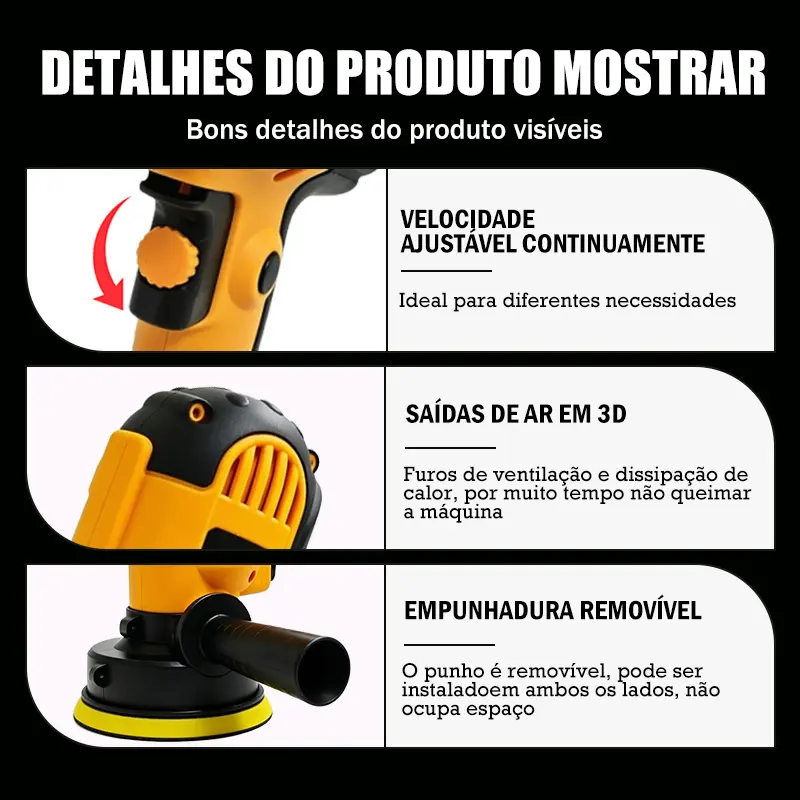 DETALHES DO PRODUTO MOSTRAR
Bons detalhes do produto visíveis
VELOCIDADE
AJUSTÁVEL CONTINUAMENTE
Ideal para diferentes necessidades
SAÍDAS DE AR EM 3D
Furos de ventilação e dissipação de
calor, por muito tempo não queimar
a máquina
EMPUNHADURA REMOVÍVEL
O punho é removível, pode ser
instaladoem ambos os lados, não
ocupa espaço